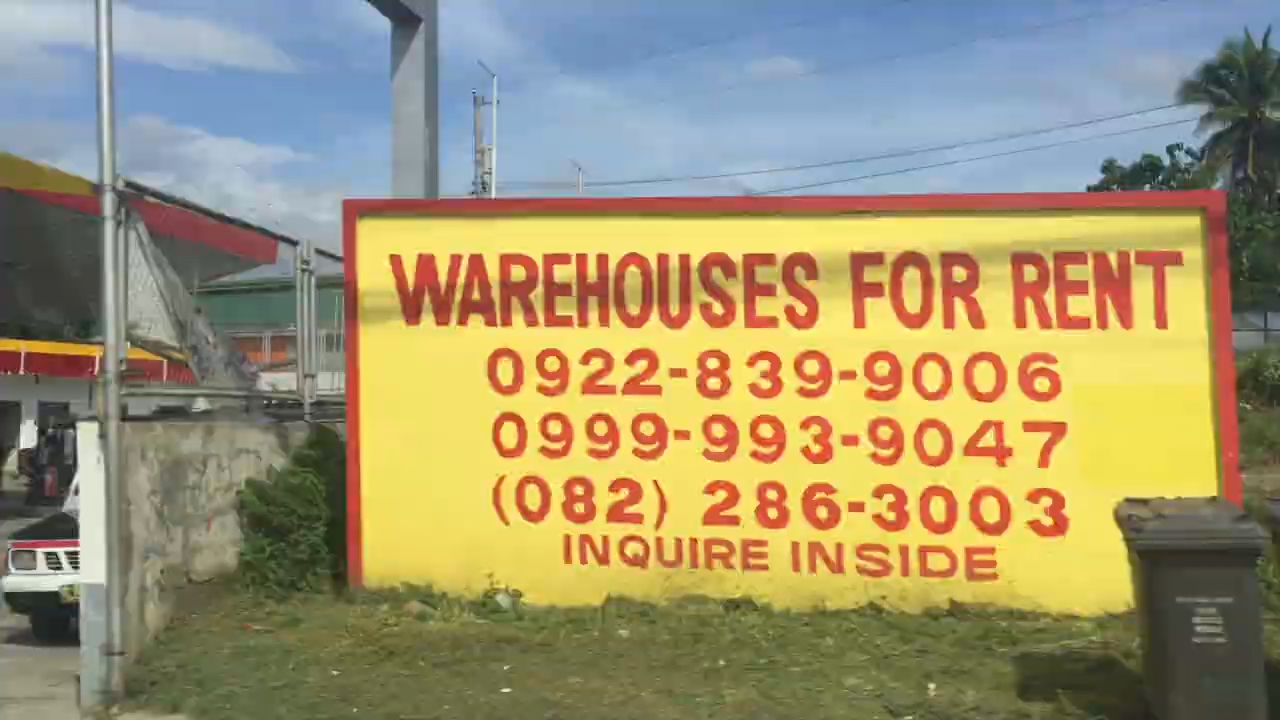 WAREHOUSES FOR RENT
0922-839-9006
0999-993-9047
(082) 286-3003
INQUIRE INSIDE